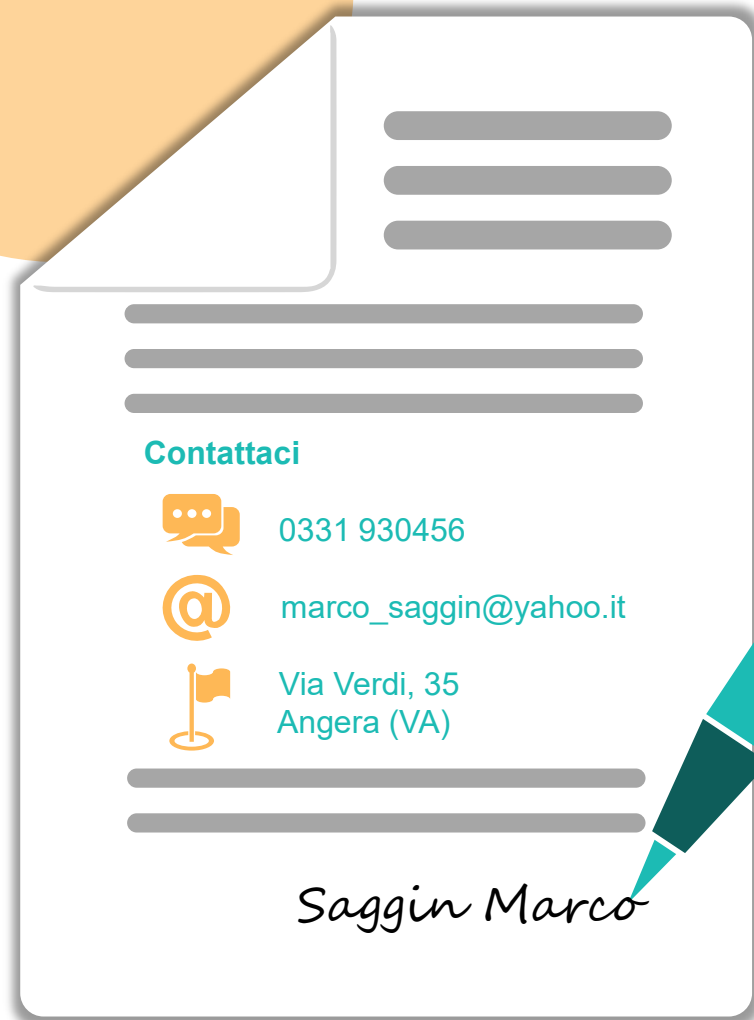 Contattaci
0331 930456
@
marco_saggin@yahoo.it
Via Verdi, 35
Angera (VA)
Saggin Marco